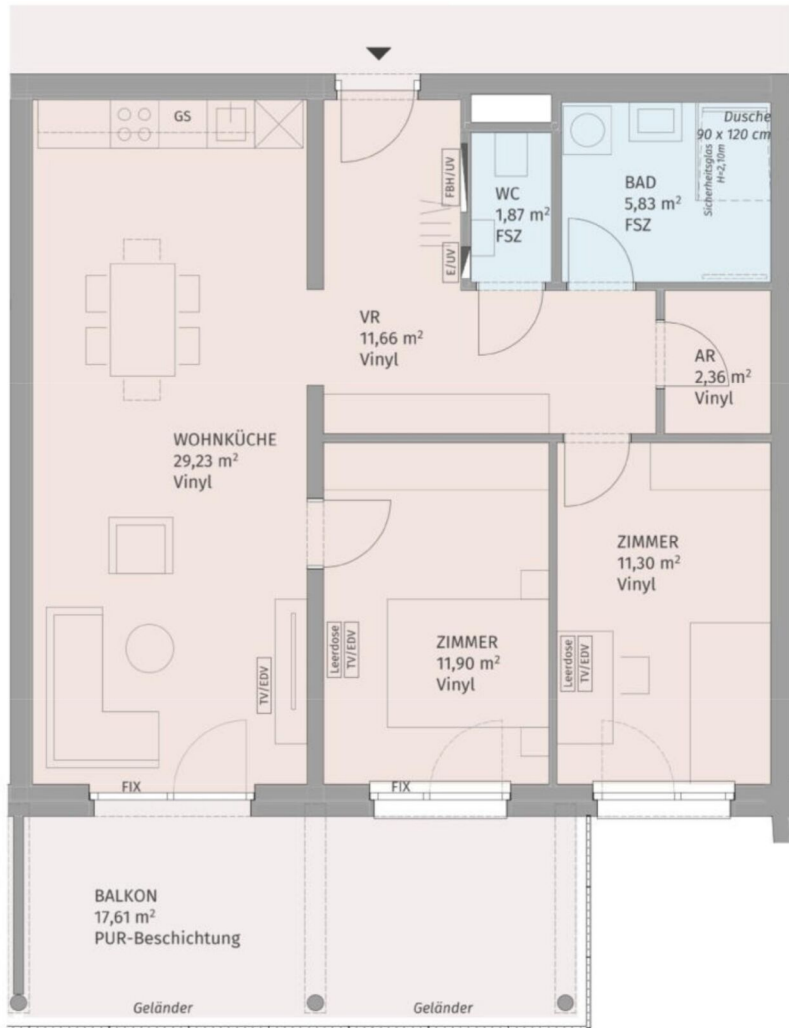 GS
Dusche
90 x 120 cm
Sicherheitsglas
H=2,10m
FBH/UV
WC
1,87 m²
FSZ
BAD
5,83 m²
FSZ
E/UV
VR
11,66 m²
Vinyl
AR
2,36 m²
Vinyl
WOHNKÜCHE
29,23 m²
Vinyl
ZIMMER
11,30 m²
Vinyl
ZIMMER
11,90 m²
Vinyl
Leerdose
TV/EDV
Leerdose
TV/EDV
TV/EDV
FIX
FIX
BALKON
17,61 m²
PUR-Beschichtung
Geländer
Geländer